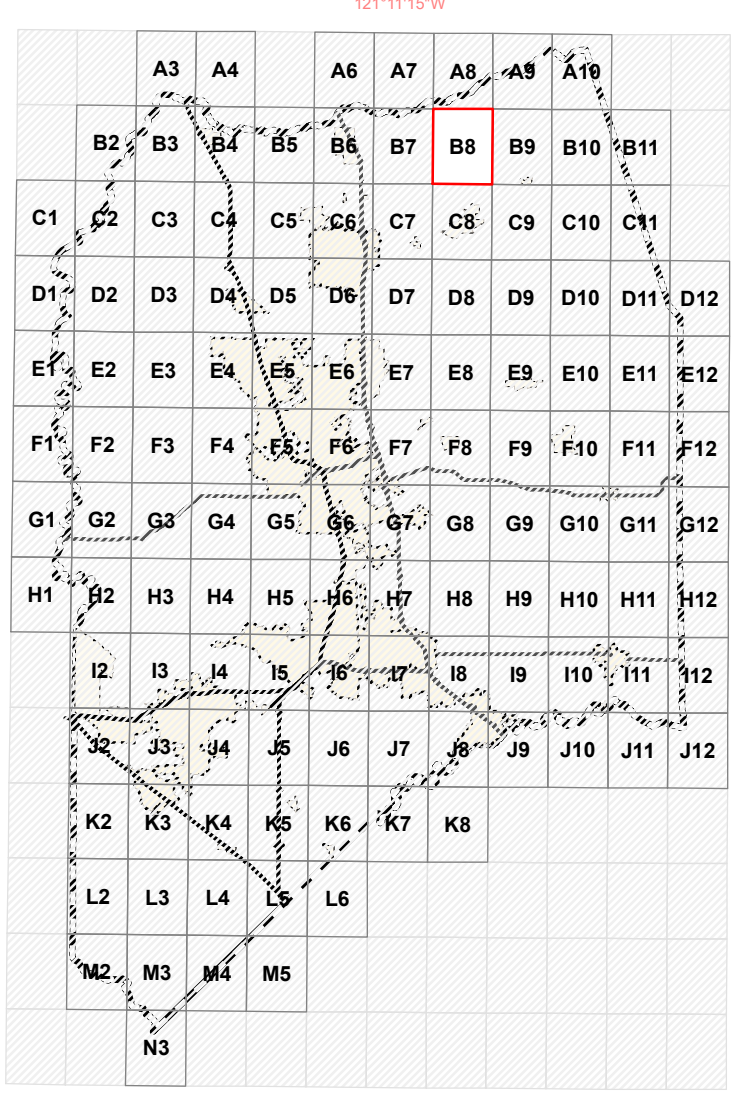 121°11'15"W
A3 A4 A6 A7 A8 A9 A10
B2 B3 B4 B5 B6 B7 B8 B9 B10 B11
C1 C2 C3 C4 C5 C6 C7 C8 C9 C10 C11
D1 D2 D3 D4 D5 D6 D7 D8 D9 D10 D11 D12
E1 E2 E3 E4 E5 E6 E7 E8 E9 E10 E11 E12
F1 F2 F3 F4 F5 F6 F7 F8 F9 F10 F11 F12
G1 G2 G3 G4 G5 G6 G7 G8 G9 G10 G11 G12
H1 H2 H3 H4 H5 H6 H7 H8 H9 H10 H11 H12
I2 I3 I4 I5 I6 I7 I8 I9 I10 I11 I12
J2 J3 J4 J5 J6 J7 J8 J9 J10 J11 J12
K2 K3 K4 K5 K6 K7 K8
L2 L3 L4 L5 L6
M2 M3 M4 M5
N3